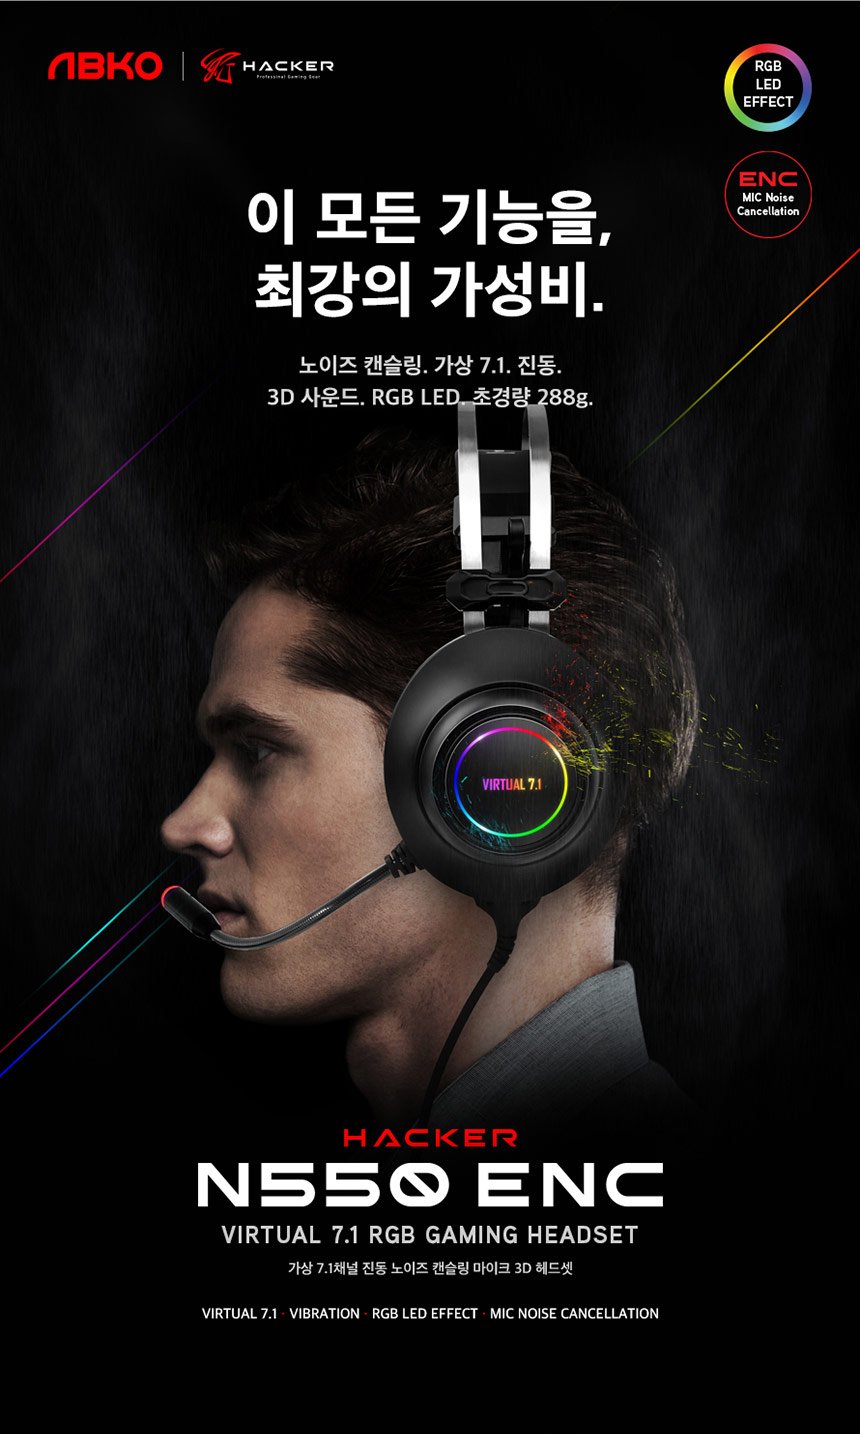 ABKO
HACKER
Professional Gaming Gear
RGB
LED
EFFECT
ENC
MIC Noise
Cancellation
이 모든 기능을,
최강의 가성비.
노이즈 캔슬링. 가상 7.1. 진동.
3D 사운드. RGB LED. 초경량 288g.
VIRTUAL 7.1
HACKER
N550 ENC
VIRTUAL 7.1 RGB GAMING HEADSET
가상 7.1채널 진동 노이즈 캔슬링 마이크 3D 헤드셋
VIRTUAL 7.1 · VIBRATION · RGB LED EFFECT · MIC NOISE CANCELLATION